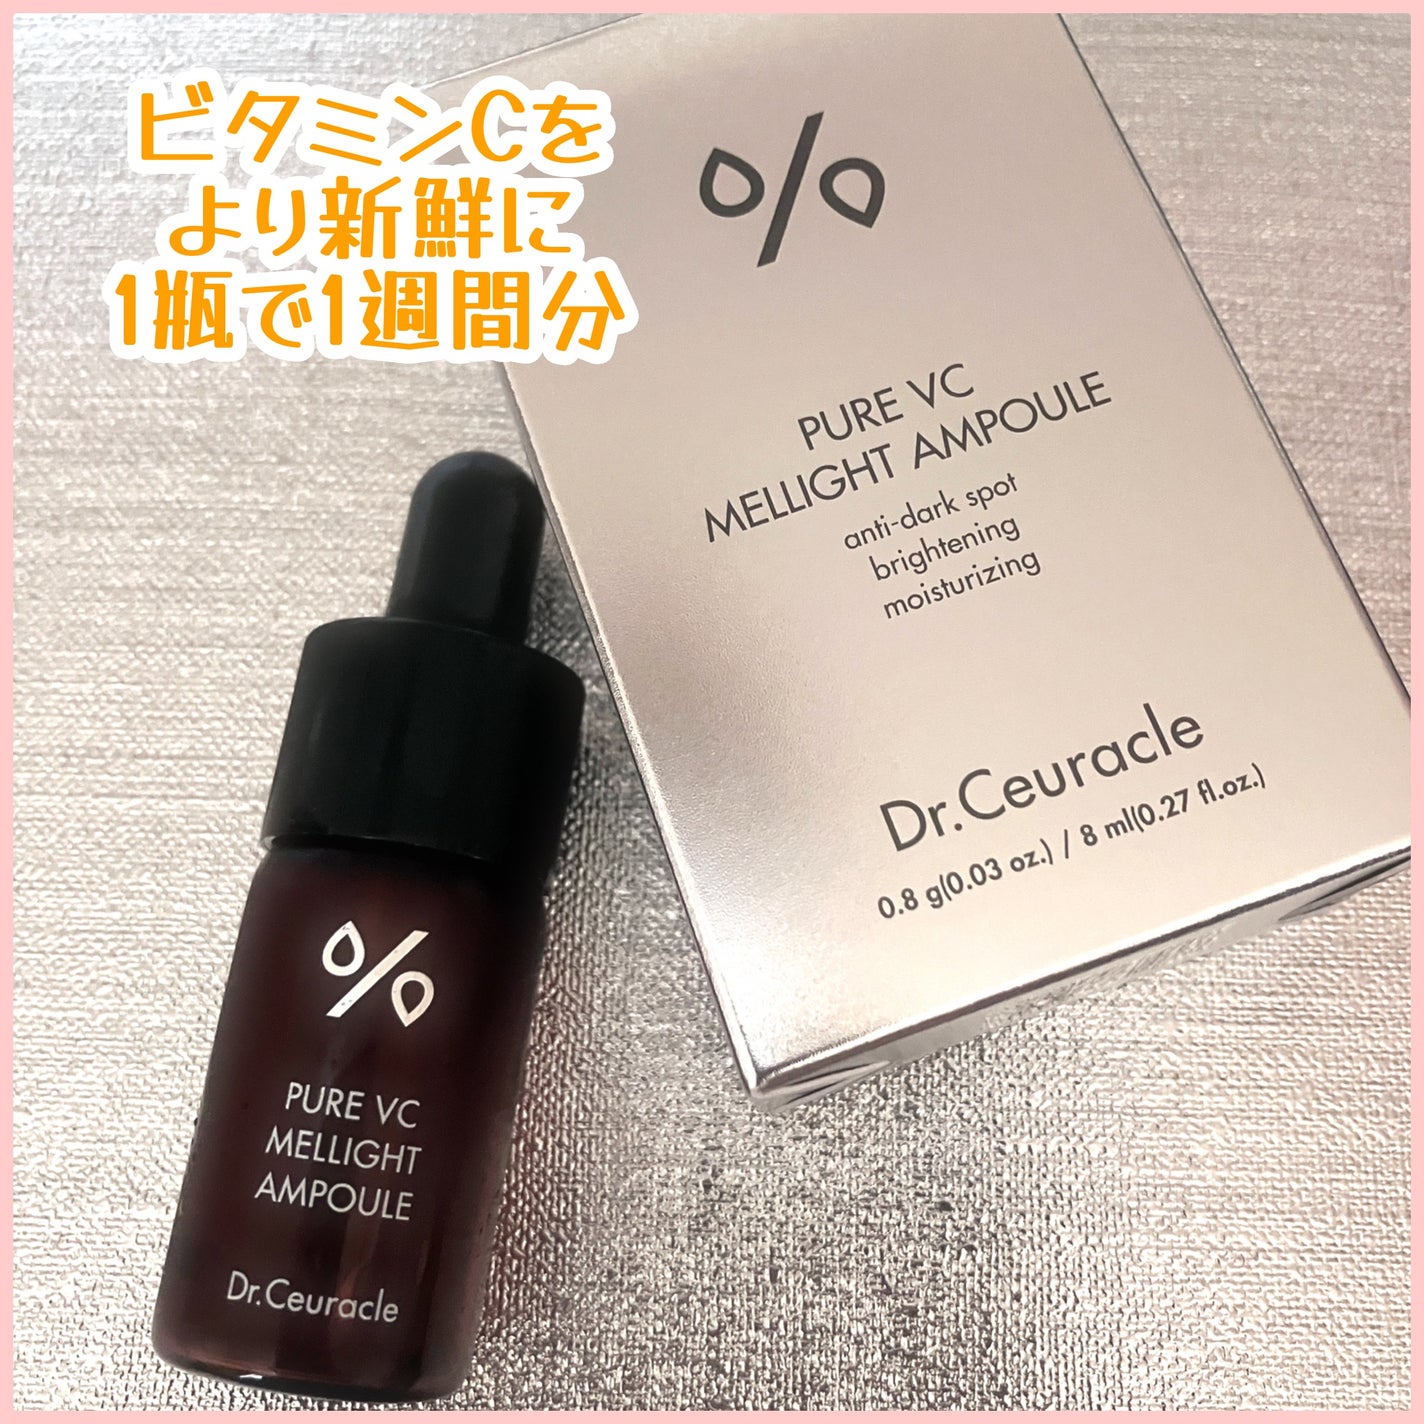 ビタミンCを
より新鮮に
1瓶で1週間分
%
PURE VC
MELLIGHT AMPOULE
anti-dark spot
brightening
moisturizing
Dr.Ceuracle
0.8 g(0.03 oz.) / 8 ml(0.27 fl.oz.)
%
PURE VC
MELLIGHT
AMPOULE
Dr.Ceuracle